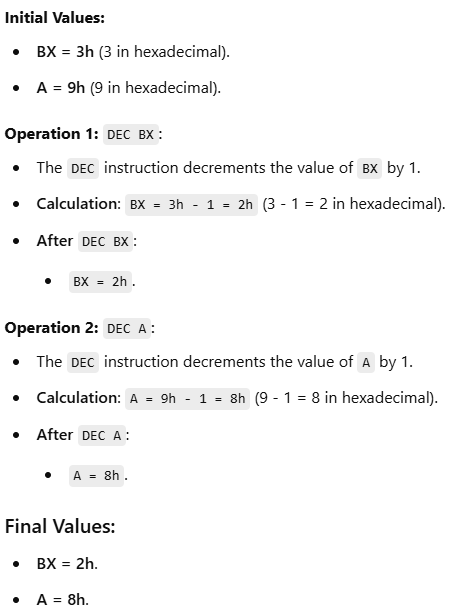 Initial Values:
• BX = 3h (3 in hexadecimal).
• A = 9h (9 in hexadecimal).
Operation 1: DEC BX:
• The DEC instruction decrements the value of BX by 1.
• Calculation: BX = 3h - 1 = 2h (3 - 1 = 2 in hexadecimal).
• After DEC BX:
• BX = 2h.
Operation 2: DEC A:
• The DEC instruction decrements the value of A by 1.
• Calculation: A = 9h - 1 = 8h (9 - 1 = 8 in hexadecimal).
• After DEC A:
• A = 8h.
Final Values:
• BX = 2h.
• A = 8h.